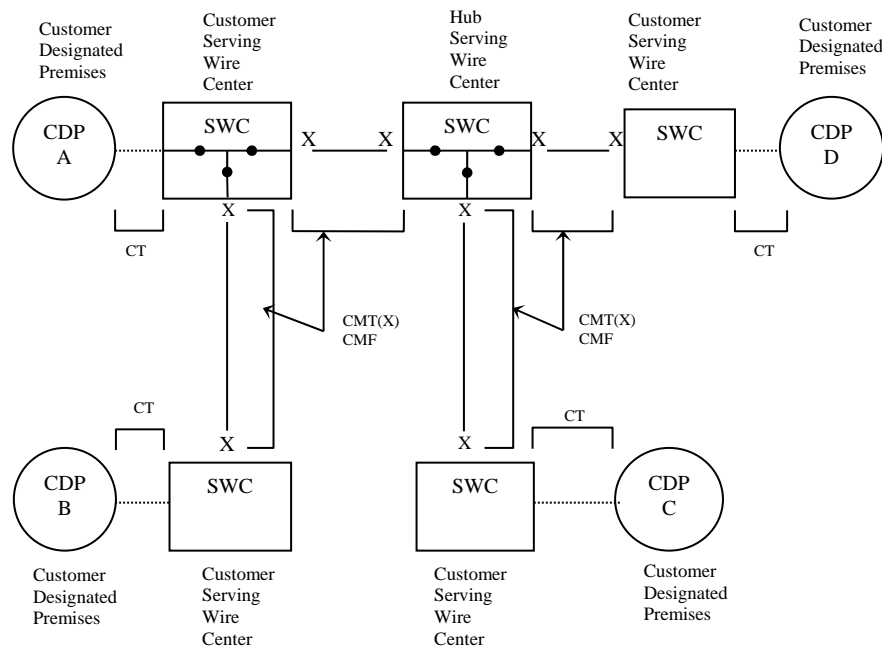 Customer
Designated
Premises
Customer
Serving
Wire
Center
Hub
Serving
Wire
Center
Customer
Serving
Wire
Center
Customer
Designated
Premises
CDP
A
SWC
X
X
SWC
X
X
SWC
CDP
D
X
X
CT
CT
CMT(X)
CMF
CMT(X)
CMF
CT
CT
X
X
CDP
B
SWC
SWC
CDP
C
Customer
Designated
Premises
Customer
Serving
Wire
Center
Customer
Serving
Wire
Center
Customer
Designated
Premises